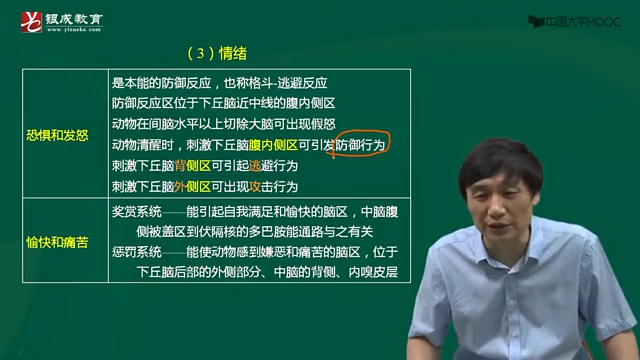 银成教育
www.yixueks.com
中国大学MOOC
（3）情绪
恐惧和发怒
是本能的防御反应，也称格斗-逃避反应
防御反应区位于下丘脑近中线的腹内侧区
动物在间脑水平以上切除大脑可出现假怒
动物清醒时，刺激下丘脑腹内侧区可引发防御行为
刺激下丘脑背侧区可引起逃避行为
刺激下丘脑外侧区可出现攻击行为
愉快和痛苦
奖赏系统——能引起自我满足和愉快的脑区，中脑腹
侧被盖区到伏隔核的多巴胺能通路与之有关
惩罚系统——能使动物感到嫌恶和痛苦的脑区，位于
下丘脑后部的外侧部分、中脑的背侧、内嗅皮层